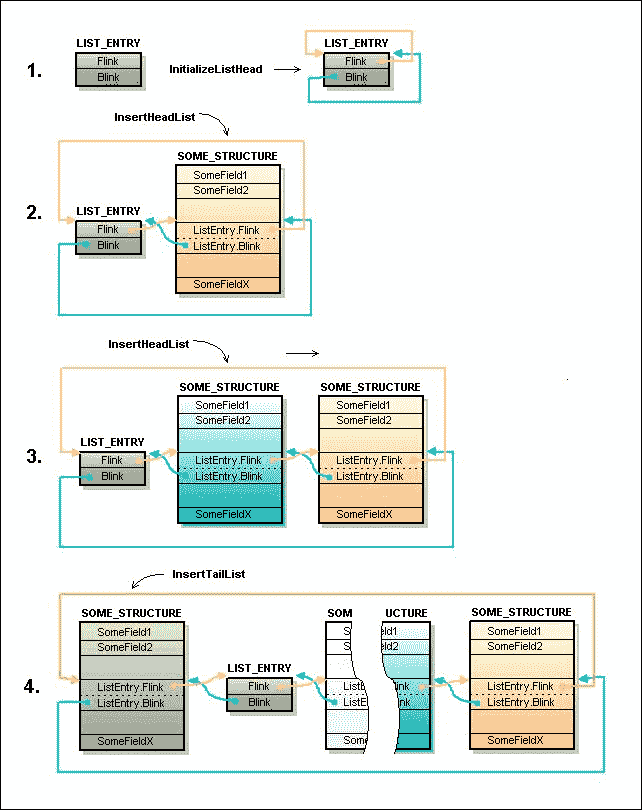 LIST_ENTRY
Flink
Blink
1.
InitializeListHead
LIST_ENTRY
Flink
Blink
InsertHeadList
SOME_STRUCTURE
SomeField1
SomeField2
2.
LIST_ENTRY
Flink
Blink
ListEntry.Flink
ListEntry.Blink
SomeFieldX
InsertHeadList
SOME_STRUCTURE
SomeField1
SomeField2
SOME_STRUCTURE
SomeField1
SomeField2
3.
LIST_ENTRY
Flink
Blink
ListEntry.Flink
ListEntry.Blink
SomeFieldX
ListEntry.Flink
ListEntry.Blink
SomeFieldX
InsertTailList
SOME_STRUCTURE
SomeField1
SomeField2
4.
ListEntry.Flink
ListEntry.Blink
SomeFieldX
LIST_ENTRY
Flink
Blink
SOM UCTURE
SOME_STRUCTURE
SomeField1
SomeField2
ListEntry.Flink
ListEntry.Blink
SomeFieldX